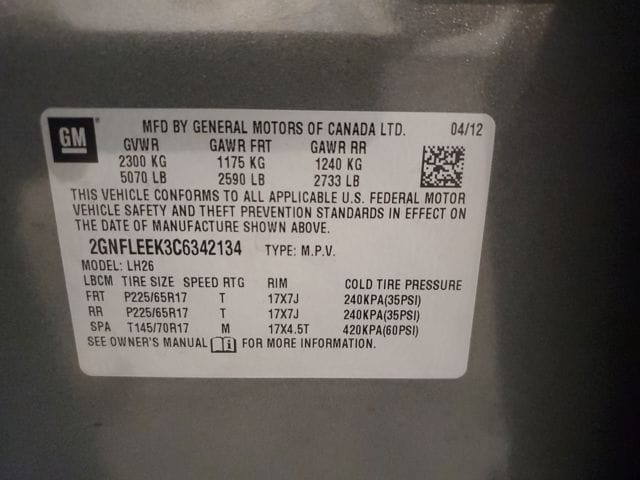 GM
MFD BY GENERAL MOTORS OF CANADA LTD. 04/12
GVWR GAWR FRT GAWR RR
2300 KG 1175 KG 1240 KG
5070 LB 2590 LB 2733 LB
THIS VEHICLE CONFORMS TO ALL APPLICABLE U.S. FEDERAL MOTOR
VEHICLE SAFETY AND THEFT PREVENTION STANDARDS IN EFFECT ON
THE DATE OF MANUFACTURE SHOWN ABOVE.
2GNFLEEK3C6342134 TYPE: M.P.V.
MODEL: LH26
LBCM TIRE SIZE SPEED RTG RIM COLD TIRE PRESSURE
FRT P225/65R17 T 17X7J 240KPA(35PSI)
RR P225/65R17 T 17X7J 240KPA(35PSI)
SPA T145/70R17 M 17X4.5T 420KPA(60PSI)
SEE OWNER'S MANUAL i FOR MORE INFORMATION.